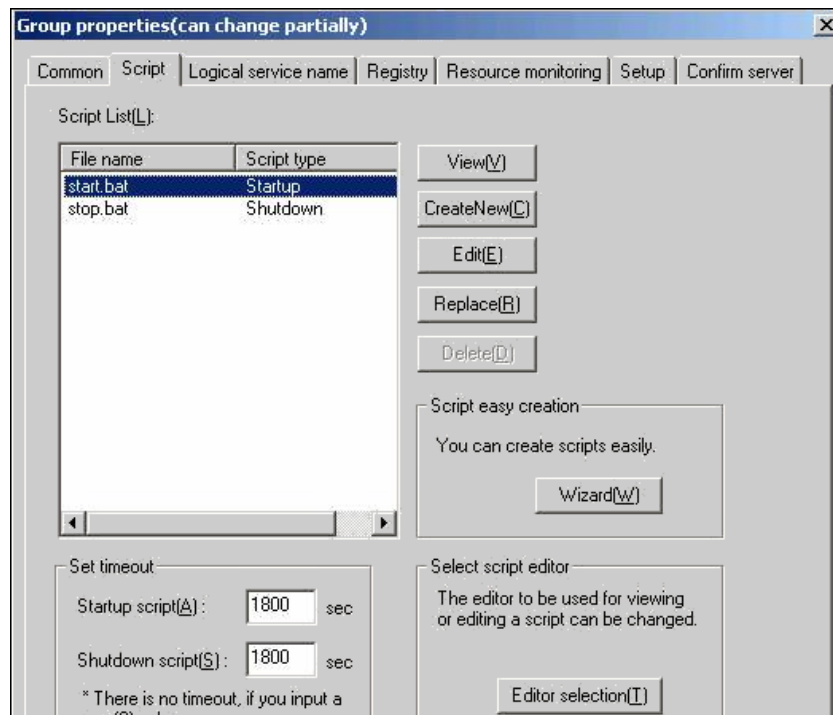 Group properties(can change partially)
Common Script Logical service name Registry Resource monitoring Setup Confirm server
Script List(L):
File name Script type
start.bat Startup
stop.bat Shutdown
View(V)
CreateNew(C)
Edit(E)
Replace(R)
Delete(D)
Script easy creation
You can create scripts easily.
Wizard(W)
Set timeout
Startup script(A) : 1800 sec
Shutdown script(S) : 1800 sec
* There is no timeout, if you input a
Select script editor
The editor to be used for viewing
or editing a script can be changed.
Editor selection(T)